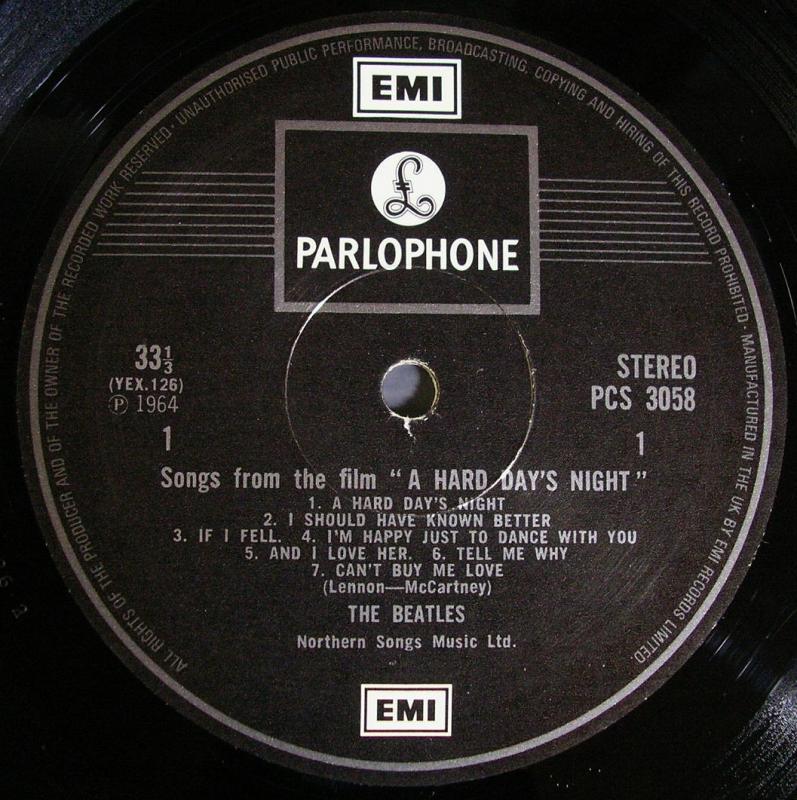 ALL RIGHTS OF THE PRODUCER AND OF THE OWNER OF THE RECORDED WORK RESERVED · UNAUTHORISED PUBLIC PERFORMANCE, BROADCASTING, COPYING AND HIRING OF THIS RECORD PROHIBITED · MANUFACTURED IN THE UK BY EMI RECORDS LIMITED.
EMI
£
PARLOPHONE
33⅓
(YEX.126)
Ⓟ 1964
1
STEREO
PCS 3058
1
Songs from the film "A HARD DAY'S NIGHT"
1. A HARD DAY'S NIGHT
2. I SHOULD HAVE KNOWN BETTER
3. IF I FELL. 4. I'M HAPPY JUST TO DANCE WITH YOU
5. AND I LOVE HER. 6. TELL ME WHY
7. CAN'T BUY ME LOVE
(Lennon—McCartney)
THE BEATLES
Northern Songs Music Ltd.
EMI